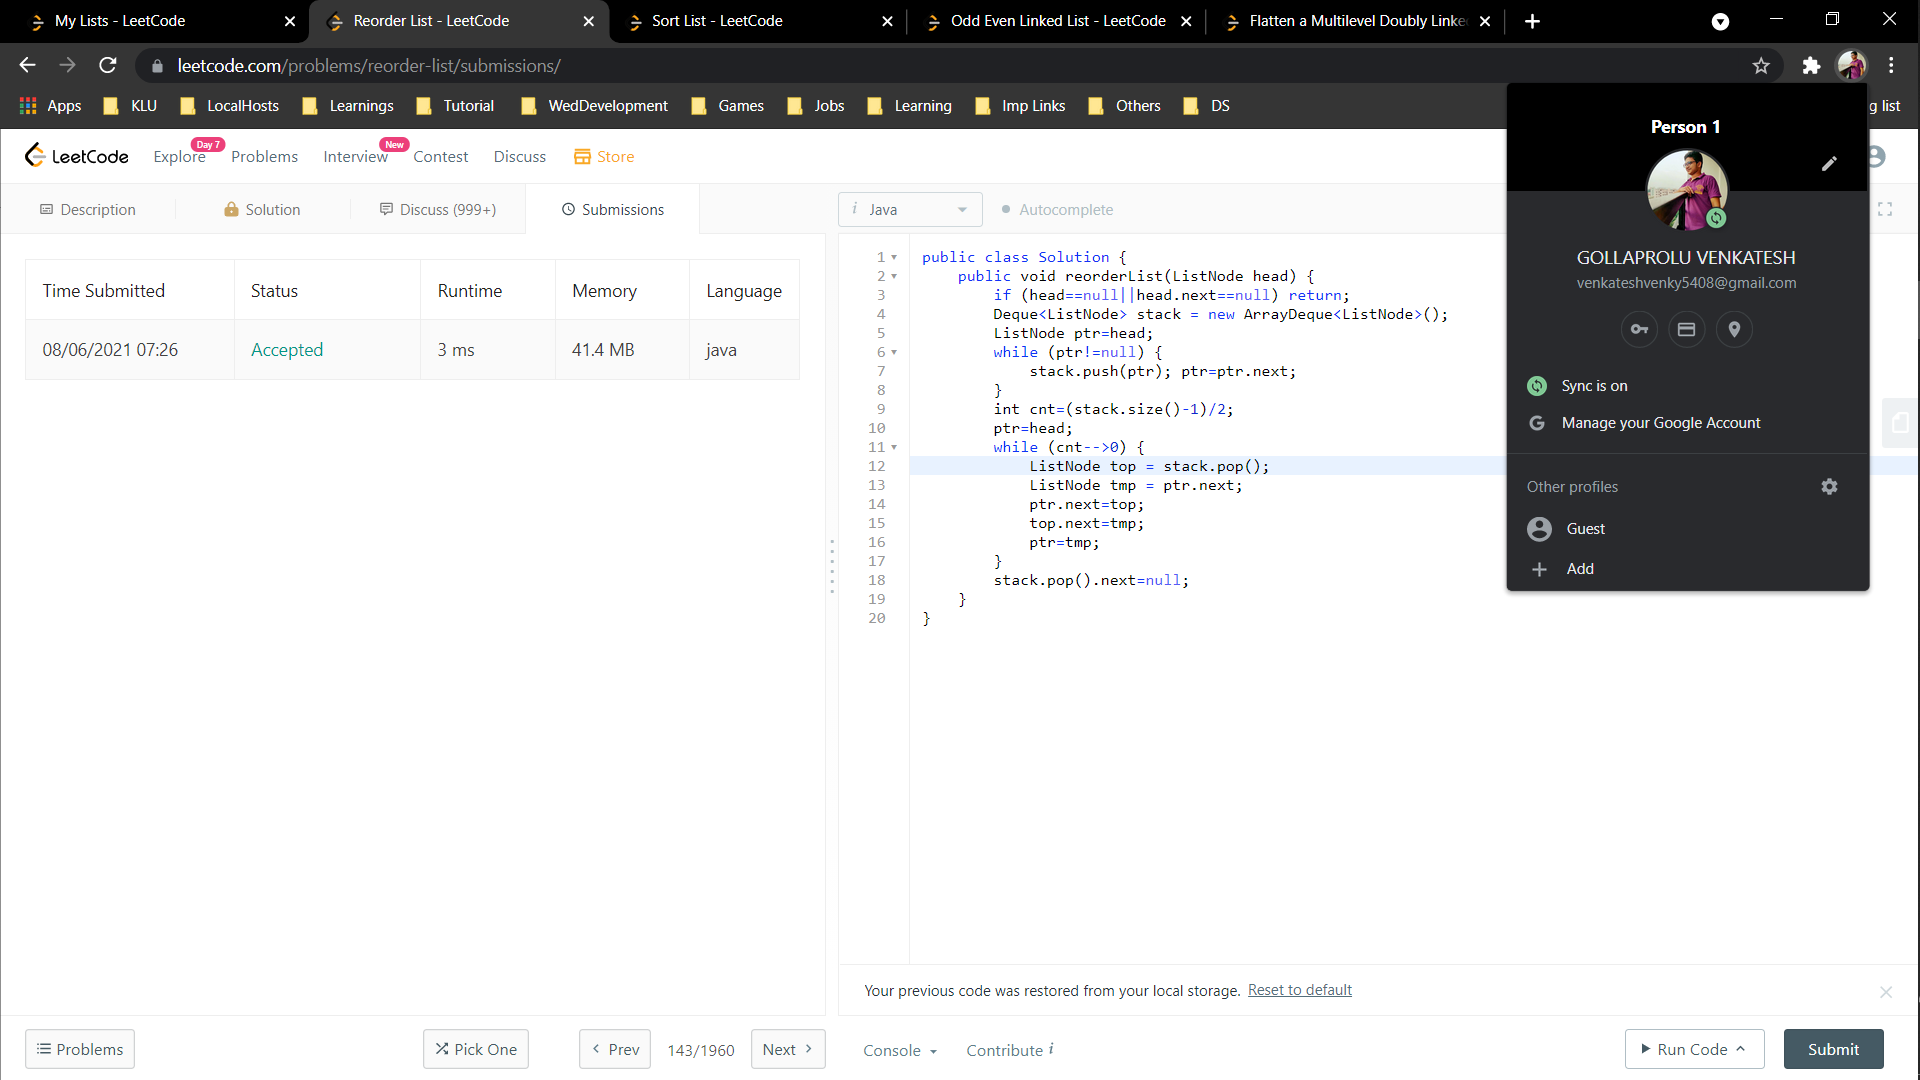 My Lists - LeetCode
Reorder List - LeetCode
Sort List - LeetCode
Odd Even Linked List - LeetCode
Flatten a Multilevel Doubly Linke
leetcode.com/problems/reorder-list/submissions/
Apps KLU LocalHosts Learnings Tutorial WedDevelopment Games Jobs Learning Imp Links Others DS g list
LeetCode Explore Day 7 Problems Interview New Contest Discuss Store
Description Solution Discuss (999+) Submissions
Time Submitted Status Runtime Memory Language
08/06/2021 07:26 Accepted 3 ms 41.4 MB java
i Java Autocomplete
1 public class Solution {
2 public void reorderList(ListNode head) {
3 if (head==null||head.next==null) return;
4 Deque<ListNode> stack = new ArrayDeque<ListNode>();
5 ListNode ptr=head;
6 while (ptr!=null) {
7 stack.push(ptr); ptr=ptr.next;
8 }
9 int cnt=(stack.size()-1)/2;
10 ptr=head;
11 while (cnt-->0) {
12 ListNode top = stack.pop();
13 ListNode tmp = ptr.next;
14 ptr.next=top;
15 top.next=tmp;
16 ptr=tmp;
17 }
18 stack.pop().next=null;
19 }
20 }
Person 1
GOLLAPROLU VENKATESH
venkateshvenky5408@gmail.com
Sync is on
G Manage your Google Account
Other profiles
Guest
Add
Your previous code was restored from your local storage. Reset to default
Problems Pick One Prev 143/1960 Next Console Contribute i Run Code Submit